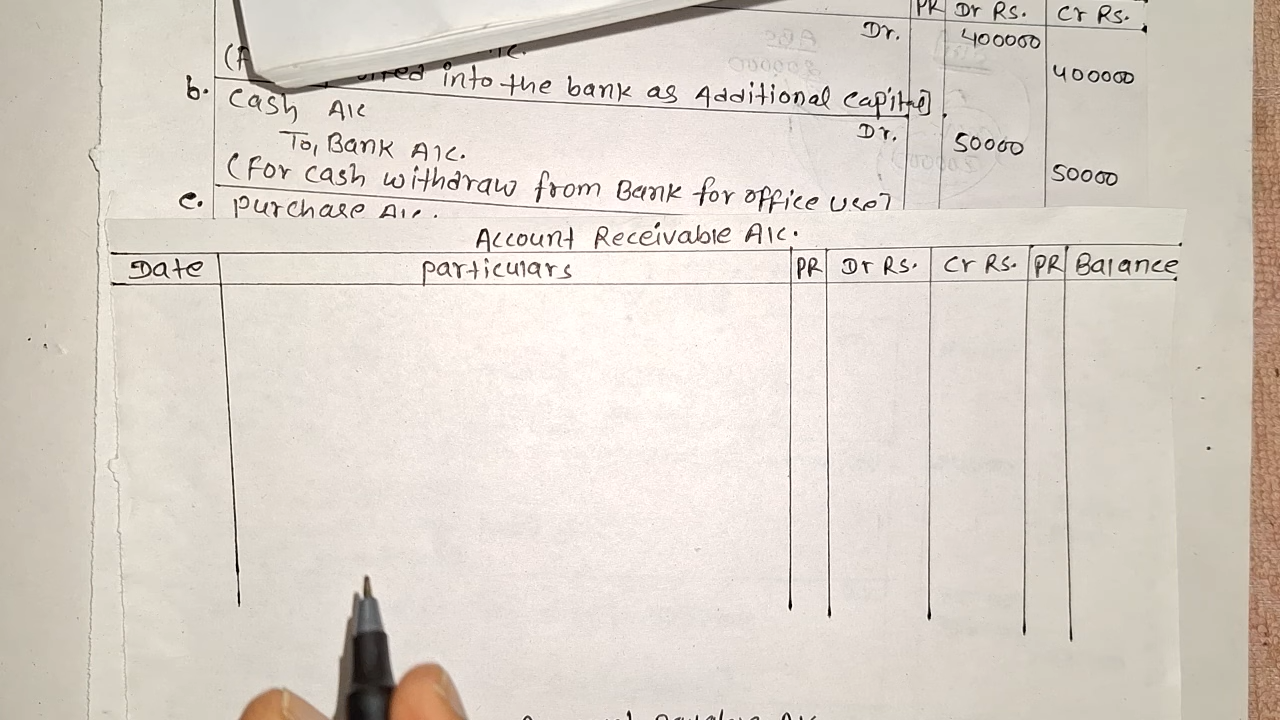 PR Dr Rs. Cr Rs.
Dr. 400000
400000
into the bank as Additional capital]
b. cash A/c
Dr. 50000
To, Bank A/c.
50000
(For cash withdraw from Bank for office use]
c. purchase A/c.
Account Receivable A/c.
Date particulars PR Dr Rs. Cr Rs. PR Balance